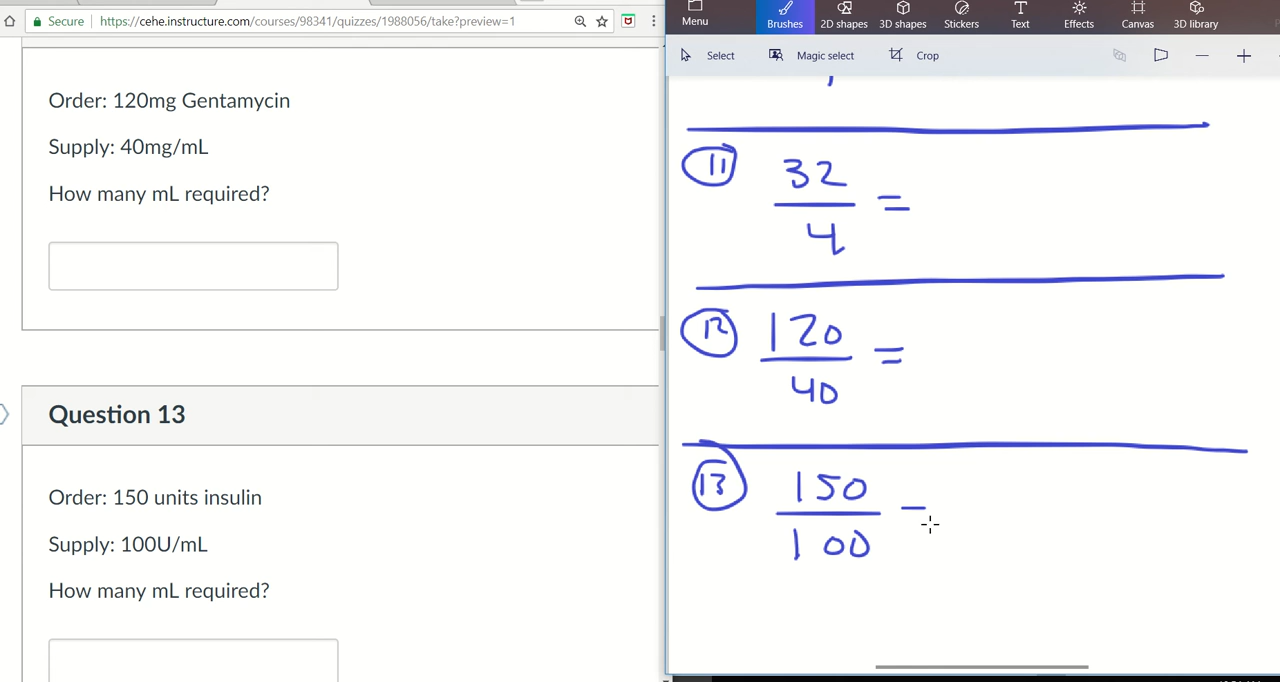 Secure https://cehe.instructure.com/courses/98341/quizzes/1988056/take?preview=1
Order: 120mg Gentamycin
Supply: 40mg/mL
How many mL required?
Question 13
Order: 150 units insulin
Supply: 100U/mL
How many mL required?
Menu Brushes 2D shapes 3D shapes Stickers Text Effects Canvas 3D library
Select Magic select Crop
11 32
4 =
12 120
40 =
13 150
100 -